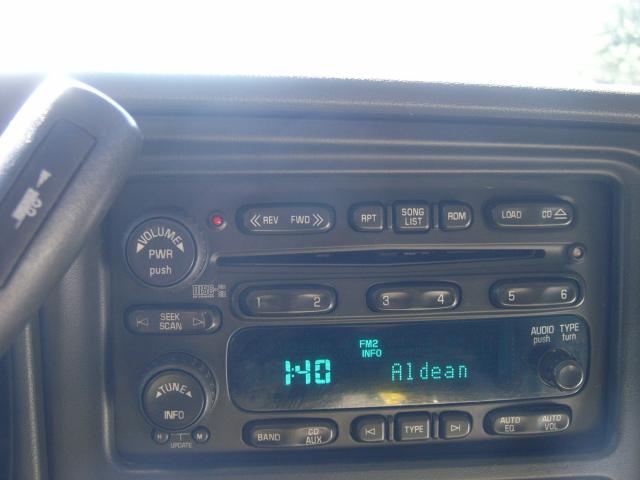 REV FWD
RPT
SONG LIST
RDM
LOAD CD
VOLUME
PWR
push
DISC
1 2
3 4
5 6
SEEK
SCAN
FM2
INFO
1:40 Aldean
AUDIO TYPE
push turn
TUNE
INFO
H M
UPDATE
BAND CD AUX
TYPE
AUTO EQ AUTO VOL